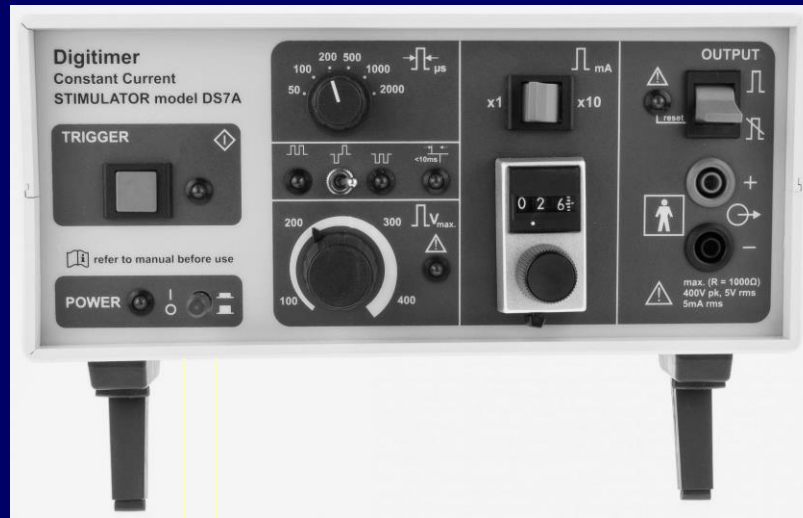 Digitimer
Constant Current
STIMULATOR model DS7A
TRIGGER
refer to manual before use
POWER
I
O
200 500
100 1000
50 2000
µs
<10ms
200 300
Vmax.
100 400
mA
x1 x10
0 2 6
OUTPUT
reset
+
−
max. (R = 1000Ω)
400V pk, 5V rms
5mA rms